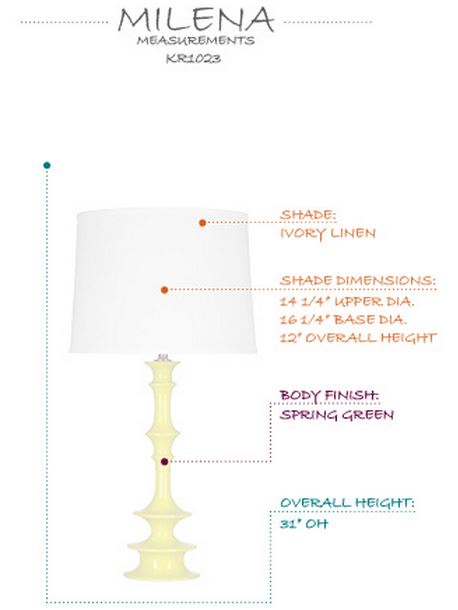 MILENA
MEASUREMENTS
KR1023
SHADE:
IVORY LINEN
SHADE DIMENSIONS:
14 1/4" UPPER DIA.
16 1/4" BASE DIA.
12" OVERALL HEIGHT
BODY FINISH:
SPRING GREEN
OVERALL HEIGHT:
31" OH